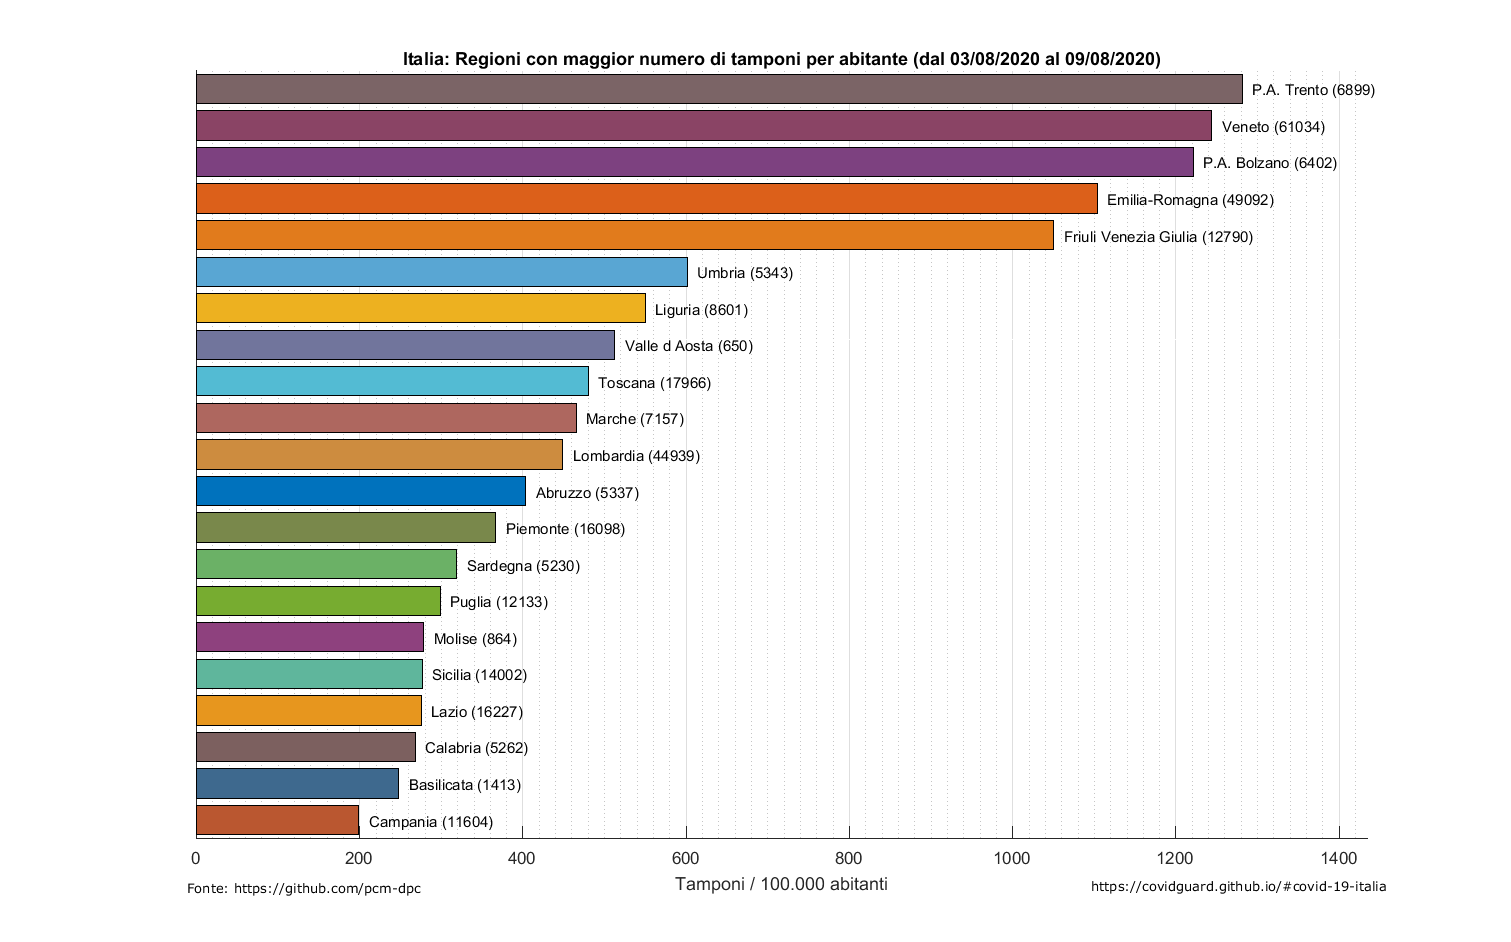 Italia: Regioni con maggior numero di tamponi per abitante (dal 03/08/2020 al 09/08/2020)
P.A. Trento (6899)
Veneto (61034)
P.A. Bolzano (6402)
Emilia-Romagna (49092)
Friuli Venezia Giulia (12790)
Umbria (5343)
Liguria (8601)
Valle d Aosta (650)
Toscana (17966)
Marche (7157)
Lombardia (44939)
Abruzzo (5337)
Piemonte (16098)
Sardegna (5230)
Puglia (12133)
Molise (864)
Sicilia (14002)
Lazio (16227)
Calabria (5262)
Basilicata (1413)
Campania (11604)
0 200 400 600 800 1000 1200 1400
Tamponi / 100.000 abitanti
Fonte: https://github.com/pcm-dpc
https://covidguard.github.io/#covid-19-italia